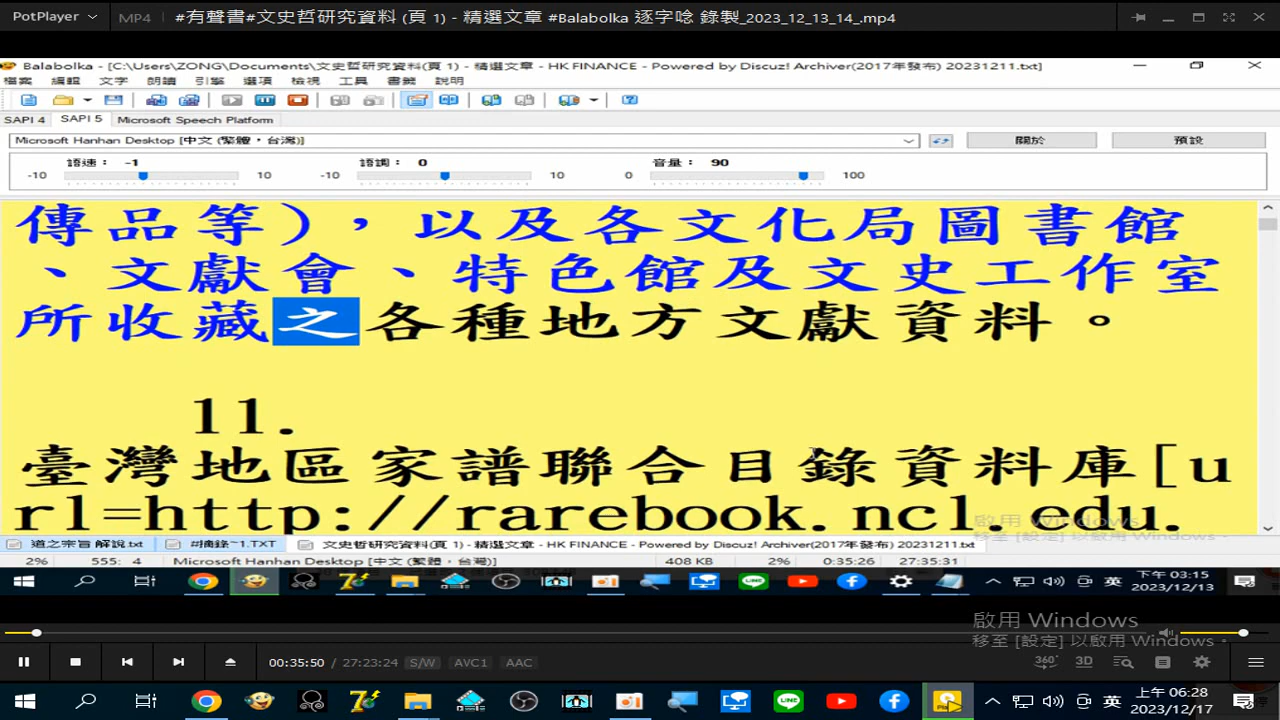 PotPlayer MP4 #有聲書#文史哲研究資料 (頁 1) - 精選文章 #Balabolka 逐字唸 錄製_2023_12_13_14_.mp4
Balabolka - [C:\Users\ZONG\Documents\文史哲研究資料(頁 1) - 精選文章 - HK FINANCE - Powered by Discuz! Archiver(2017年發布) 20231211.txt]
檔案 編輯 文字 朗讀 引擎 選項 檢視 工具 書籤 說明
SAPI 4 SAPI 5 Microsoft Speech Platform
Microsoft Hanhan Desktop [中文 (繁體，台灣)] 關於 預設
語速： -1 語調： 0 音量： 90
-10 10 -10 10 0 100
傳品等），以及各文化局圖書館
、文獻會、特色館及文史工作室
所收藏之各種地方文獻資料。
11.
臺灣地區家譜聯合目錄資料庫[u
rl=http://rarebook.ncl.edu.
啟用 Windows
移至 [設定] 以啟用 Windows。
道之宗旨 解說.txt #摘錄~1.TXT 文史哲研究資料(頁 1) - 精選文章 - HK FINANCE - Powered by Discuz! Archiver(2017年發布) 20231211.txt
2% 555: 4 Microsoft Hanhan Desktop [中文 (繁體，台灣)] 408 KB 2% 0:35:26 27:35:31
英 下午 03:15
2023/12/13
啟用 Windows
移至 [設定] 以啟用 Windows。
00:35:50 / 27:23:24 S/W AVC1 AAC 360° 3D
英 上午 06:28
2023/12/17